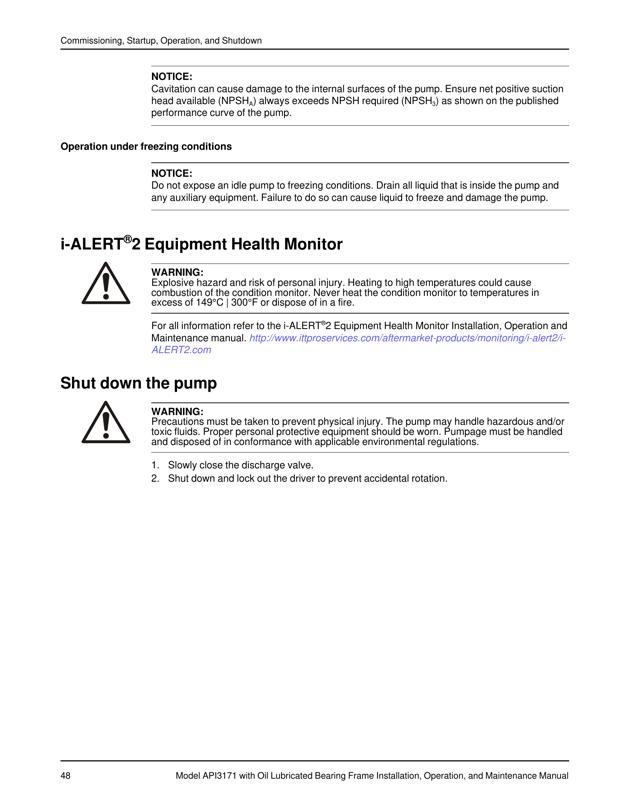 Commissioning, Startup, Operation, and Shutdown
NOTICE:
Cavitation can cause damage to the internal surfaces of the pump. Ensure net positive suction
head available (NPSHA) always exceeds NPSH required (NPSH3) as shown on the published
performance curve of the pump.
Operation under freezing conditions
NOTICE:
Do not expose an idle pump to freezing conditions. Drain all liquid that is inside the pump and
any auxiliary equipment. Failure to do so can cause liquid to freeze and damage the pump.
i-ALERT®2 Equipment Health Monitor
WARNING:
Explosive hazard and risk of personal injury. Heating to high temperatures could cause
combustion of the condition monitor. Never heat the condition monitor to temperatures in
excess of 149°C | 300°F or dispose of in a fire.
For all information refer to the i-ALERT®2 Equipment Health Monitor Installation, Operation and
Maintenance manual. http://www.ittproservices.com/aftermarket-products/monitoring/i-alert2/i-
ALERT2.com
Shut down the pump
WARNING:
Precautions must be taken to prevent physical injury. The pump may handle hazardous and/or
toxic fluids. Proper personal protective equipment should be worn. Pumpage must be handled
and disposed of in conformance with applicable environmental regulations.
1. Slowly close the discharge valve.
2. Shut down and lock out the driver to prevent accidental rotation.
48 Model API3171 with Oil Lubricated Bearing Frame Installation, Operation, and Maintenance Manual